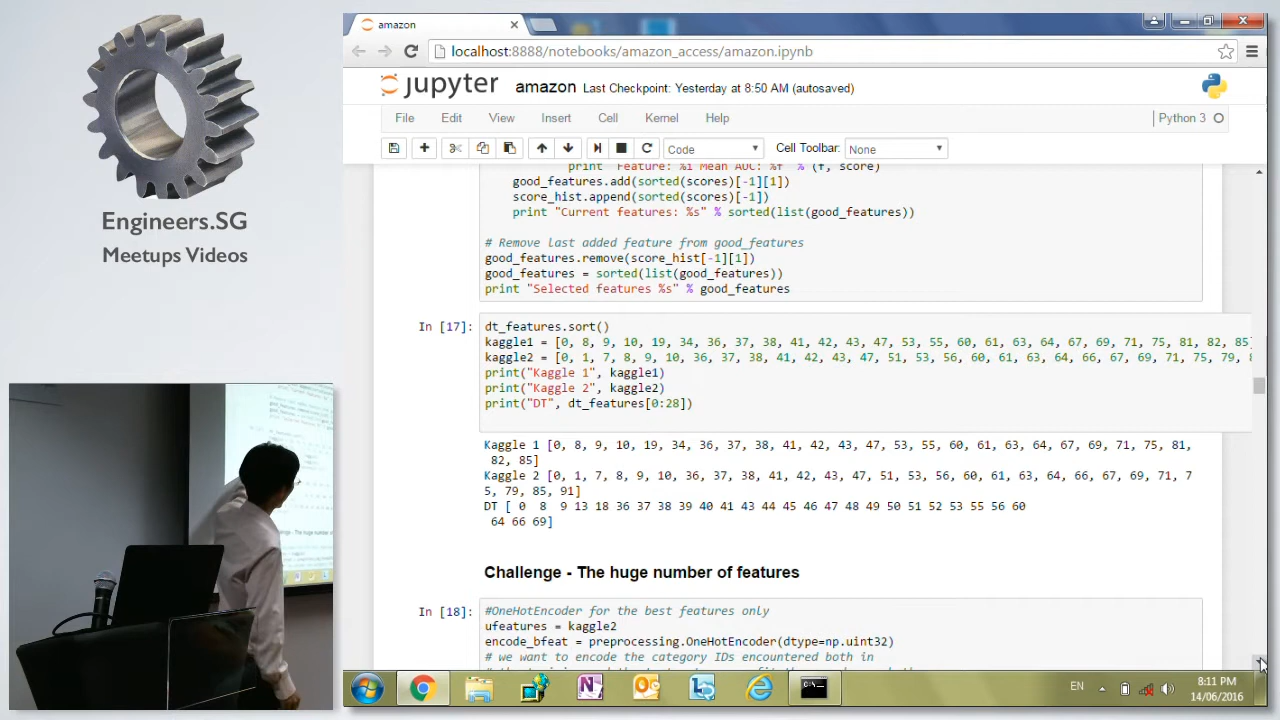 Engineers.SG
Meetups Videos
amazon
localhost:8888/notebooks/amazon_access/amazon.ipynb
jupyter amazon Last Checkpoint: Yesterday at 8:50 AM (autosaved)
File Edit View Insert Cell Kernel Help Python 3
Code Cell Toolbar: None
print "Feature: %i Mean AUC: %f" % (f, score)
good_features.add(sorted(scores)[-1][1])
score_hist.append(sorted(scores)[-1])
print "Current features: %s" % sorted(list(good_features))
# Remove last added feature from good_features
good_features.remove(score_hist[-1][1])
good_features = sorted(list(good_features))
print "Selected features %s" % good_features
In [17]: dt_features.sort()
kaggle1 = [0, 8, 9, 10, 19, 34, 36, 37, 38, 41, 42, 43, 47, 53, 55, 60, 61, 63, 64, 67, 69, 71, 75, 81, 82, 85]
kaggle2 = [0, 1, 7, 8, 9, 10, 36, 37, 38, 41, 42, 43, 47, 51, 53, 56, 60, 61, 63, 64, 66, 67, 69, 71, 75, 79,
print("Kaggle 1", kaggle1)
print("Kaggle 2", kaggle2)
print("DT", dt_features[0:28])
Kaggle 1 [0, 8, 9, 10, 19, 34, 36, 37, 38, 41, 42, 43, 47, 53, 55, 60, 61, 63, 64, 67, 69, 71, 75, 81,
82, 85]
Kaggle 2 [0, 1, 7, 8, 9, 10, 36, 37, 38, 41, 42, 43, 47, 51, 53, 56, 60, 61, 63, 64, 66, 67, 69, 71, 7
5, 79, 85, 91]
DT [ 0 8 9 13 18 36 37 38 39 40 41 43 44 45 46 47 48 49 50 51 52 53 55 56 60
64 66 69]
Challenge - The huge number of features
In [18]: #OneHotEncoder for the best features only
ufeatures = kaggle2
encode_bfeat = preprocessing.OneHotEncoder(dtype=np.uint32)
# we want to encode the category IDs encountered both in
EN
8:11 PM
14/06/2016